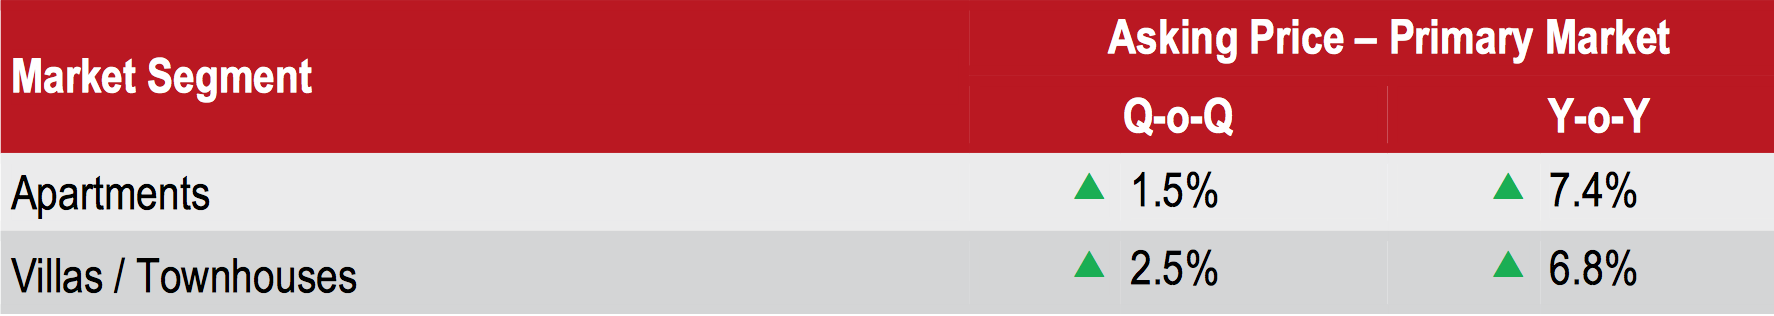 Market Segment
Asking Price – Primary Market
Q-o-Q
Y-o-Y
Apartments
1.5%
7.4%
Villas / Townhouses
2.5%
6.8%